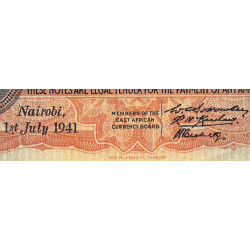 THESE NOTES ARE LEGAL TENDER FOR THE PAYMENT OF ANY AM
Nairobi,
1st July 1941
MEMBERS OF THE
EAST AFRICAN
CURRENCY BOARD.